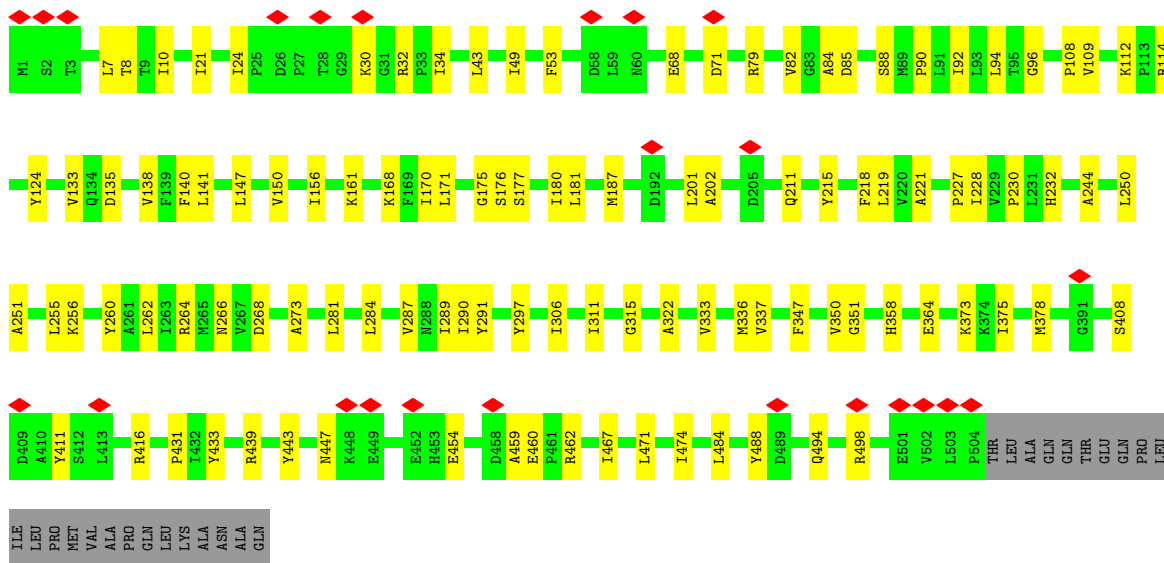 M1 S2 T3 L7 T8 T9 I10 I21 I24 P25 D26 P27 T28 G29 K30 G31 R32 P33 I34 L43 I49 F53 D58 L59 N60 E68 D71 R79 V82 G83 A84 D85 S88 M89 P90 L91 I92 L93 L94 T95 G96 P108 V109 K112 P113 R114
Y124 V133 Q134 D135 V138 F139 F140 L141 L147 V150 I156 K161 K168 F169 I170 L171 G175 S176 S177 I180 L181 M187 D192 L201 A202 D205 Q211 Y215 F218 L219 V220 A221 P227 I228 V229 P230 L231 H232 A244 L250
A251 L255 K256 Y260 A261 L262 I263 R264 M265 N266 V267 D268 A273 L281 L284 V287 N288 I289 I290 Y291 Y297 I306 I311 G315 A322 V333 M336 V337 F347 V350 G351 H358 E364 K373 K374 I375 M378 G391 S408
D409 A410 Y411 S412 L413 R416 P431 I432 Y433 R439 Y443 N447 K448 E449 E452 H453 E454 D458 A459 E460 P461 R462 I467 L471 I474 L484 Y488 D489 Q494 R498 E501 V502 L503 P504 THR LEU ALA GLN GLN THR GLU GLN PRO LEU
ILE LEU PRO MET VAL ALA PRO GLN LEU LYS ALA ASN ALA GLN